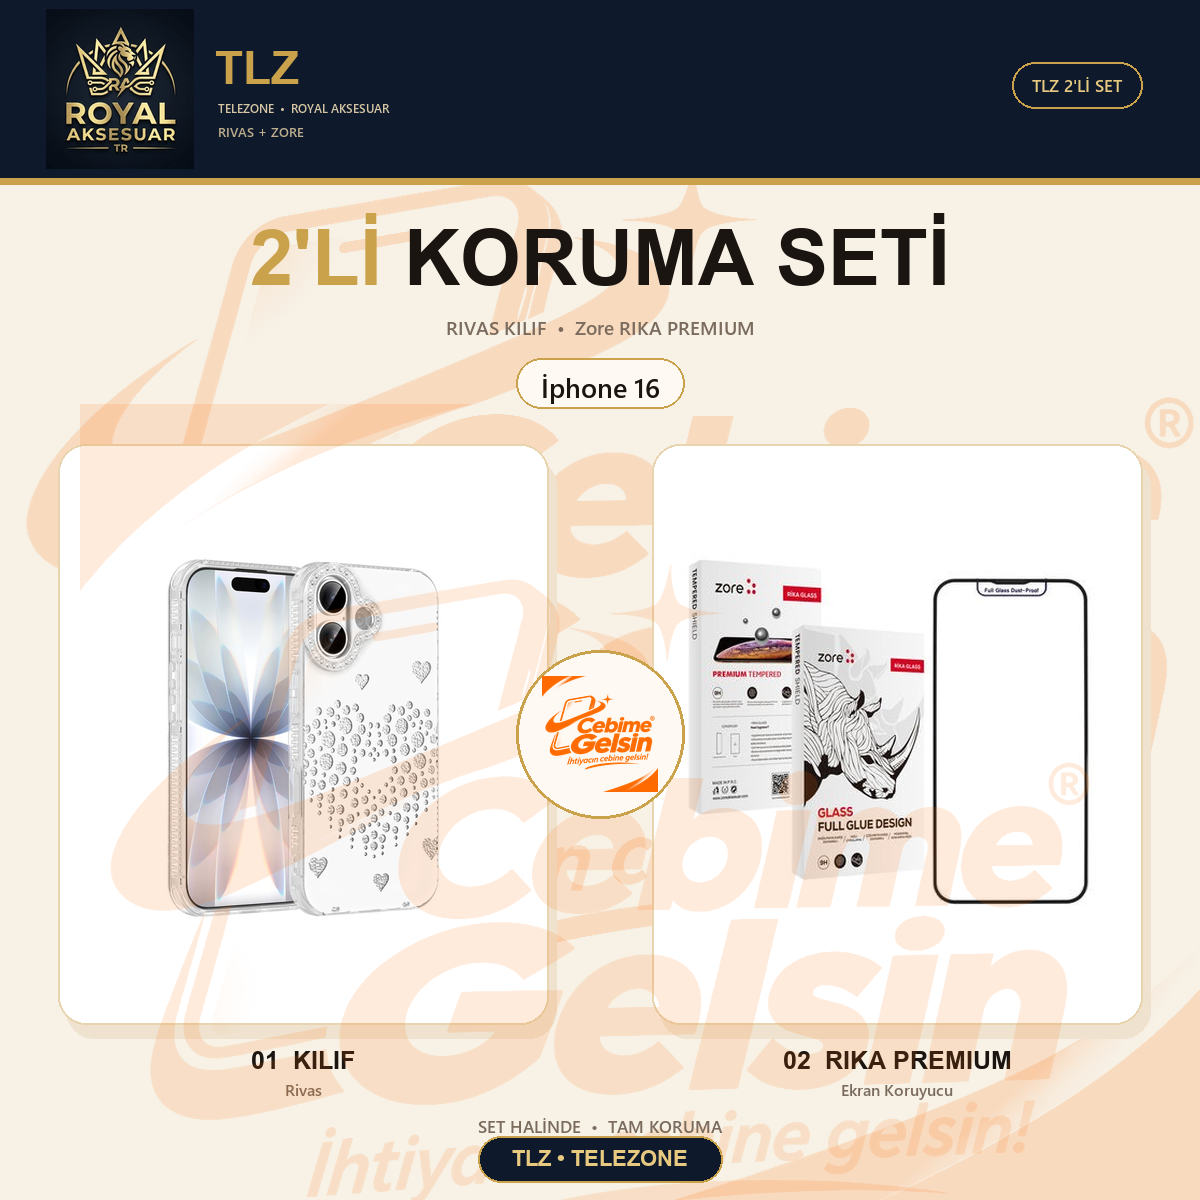 ROYAL
AKSESUAR
TR
TLZ
TELEZONE • ROYAL AKSESUAR
RIVAS + ZORE
TLZ 2'Lİ SET
2'Lİ KORUMA SETİ
RIVAS KILIF • Zore RIKA PREMIUM
İphone 16
zore
RİKA GLASS
TEMPERED SHIELD
PREMIUM TEMPERED
zore
RİKA GLASS
TEMPERED SHIELD
GLASS
FULL GLUE DESIGN
9H
Full Glass Dust-Proof
Cebime®
Gelsin
İhtiyacın cebine gelsin!
Cebime®
Gelsin
01 KILIF
Rivas
02 RIKA PREMIUM
Ekran Koruyucu
SET HALİNDE • TAM KORUMA
TLZ • TELEZONE